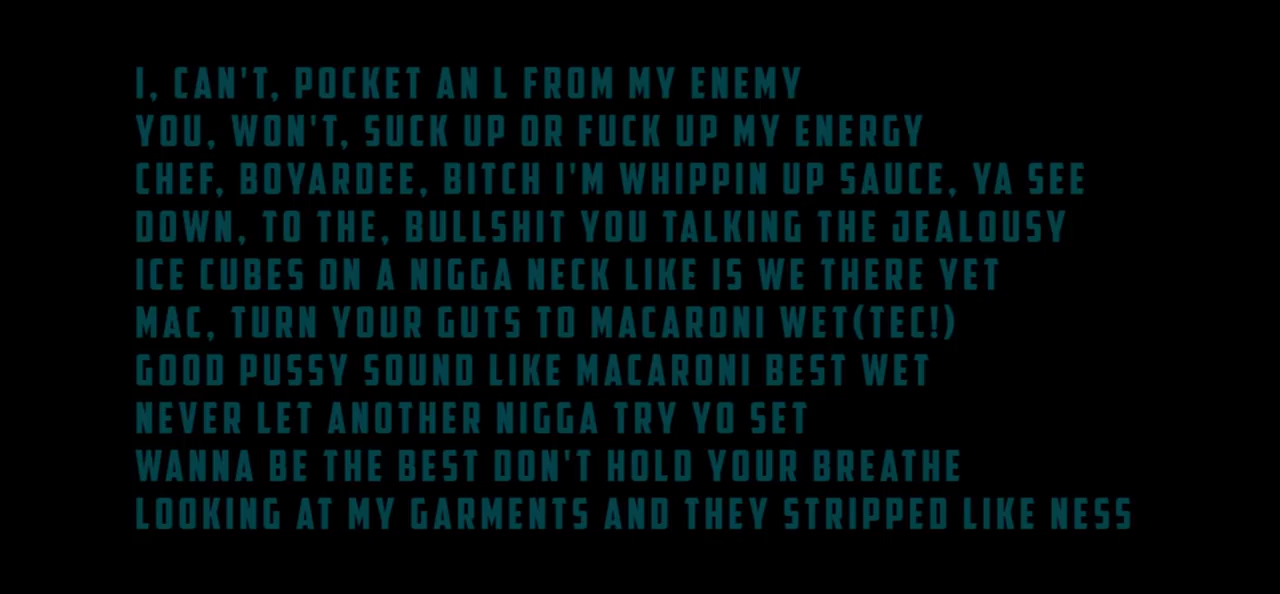 I, CAN'T, POCKET AN L FROM MY ENEMY
YOU, WON'T, SUCK UP OR FUCK UP MY ENERGY
CHEF, BOYARDEE, BITCH I'M WHIPPIN UP SAUCE, YA SEE
DOWN, TO THE, BULLSHIT YOU TALKING THE JEALOUSY
ICE CUBES ON A NIGGA NECK LIKE IS WE THERE YET
MAC, TURN YOUR GUTS TO MACARONI WET(TEC!)
GOOD PUSSY SOUND LIKE MACARONI BEST WET
NEVER LET ANOTHER NIGGA TRY YO SET
WANNA BE THE BEST DON'T HOLD YOUR BREATHE
LOOKING AT MY GARMENTS AND THEY STRIPPED LIKE NESS